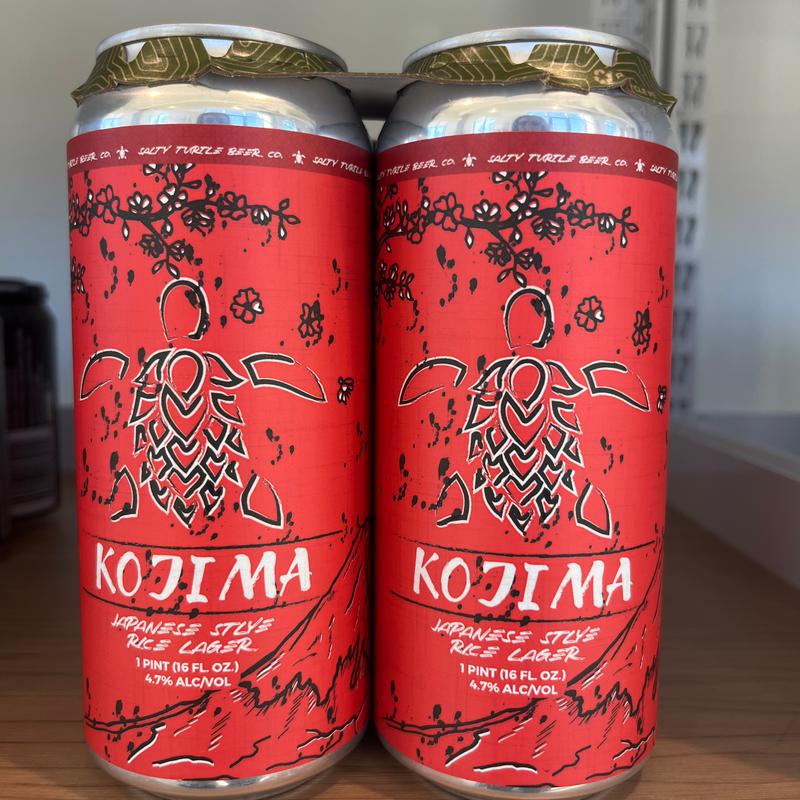 SALTY TURTLE BEER CO. SALTY TURTLE
KOJIMA
JAPANESE STLYE
RICE LAGER
1 PINT (16 FL. OZ.)
4.7% ALC/VOL
SALTY TURTLE BEER CO. SALTY
KOJIMA
JAPANESE STLYE
RICE LAGER
1 PINT (16 FL. OZ.)
4.7% ALC/VOL